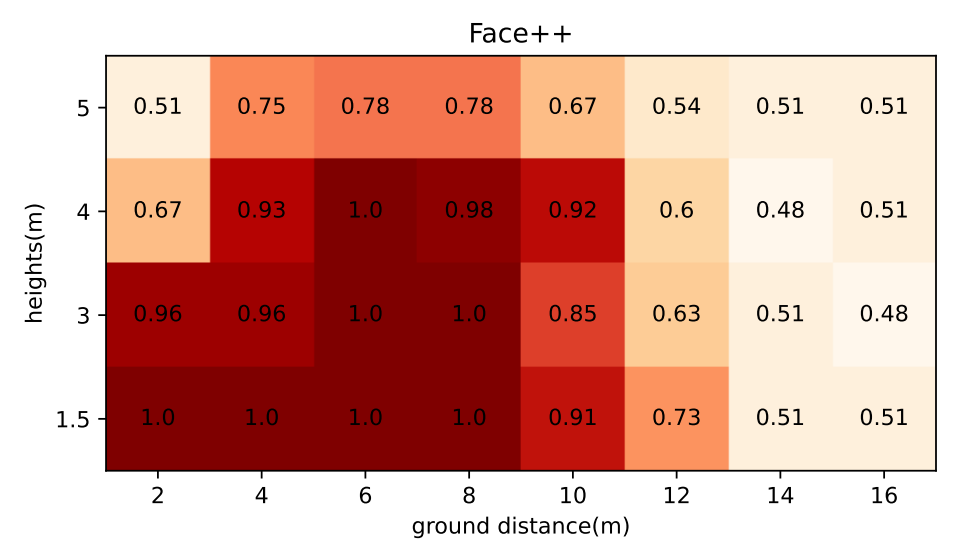 Face++
5 0.51 0.75 0.78 0.78 0.67 0.54 0.51 0.51
4 0.67 0.93 1.0 0.98 0.92 0.6 0.48 0.51
3 0.96 0.96 1.0 1.0 0.85 0.63 0.51 0.48
1.5 1.0 1.0 1.0 1.0 0.91 0.73 0.51 0.51
heights(m)
2 4 6 8 10 12 14 16
ground distance(m)